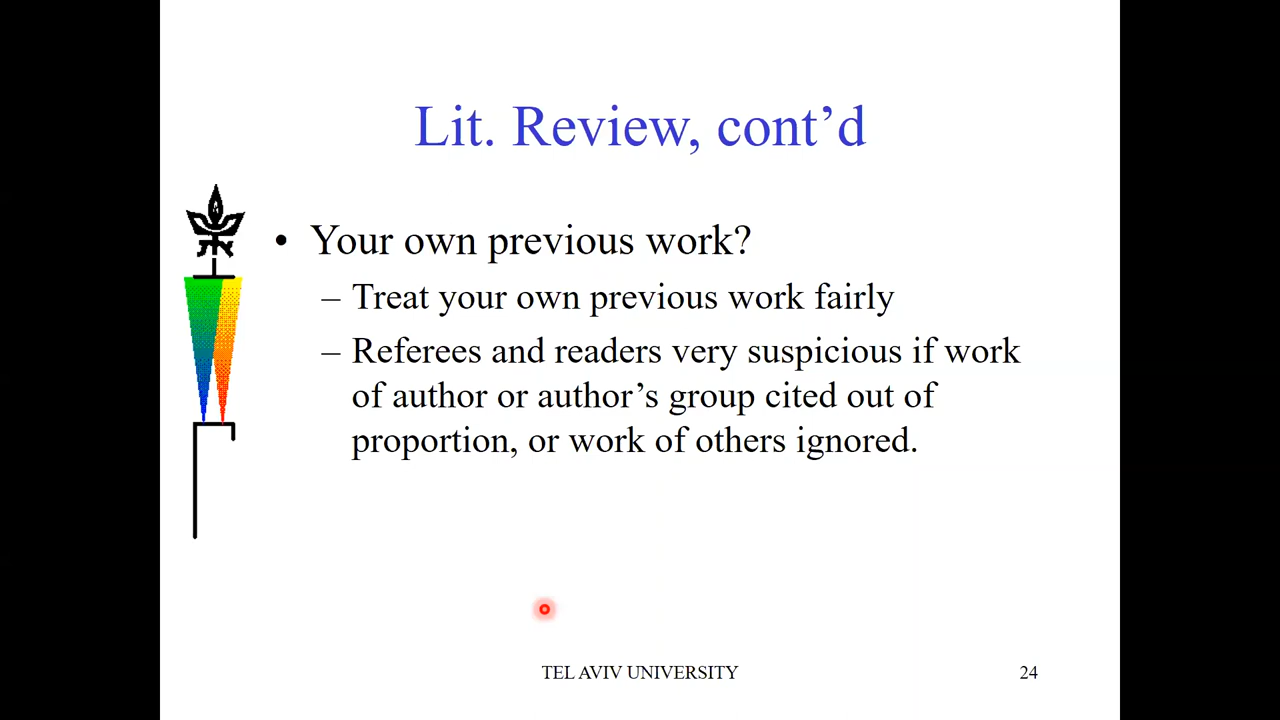 Lit. Review, cont’d
• Your own previous work?
– Treat your own previous work fairly
– Referees and readers very suspicious if work
of author or author’s group cited out of
proportion, or work of others ignored.
TEL AVIV UNIVERSITY
24